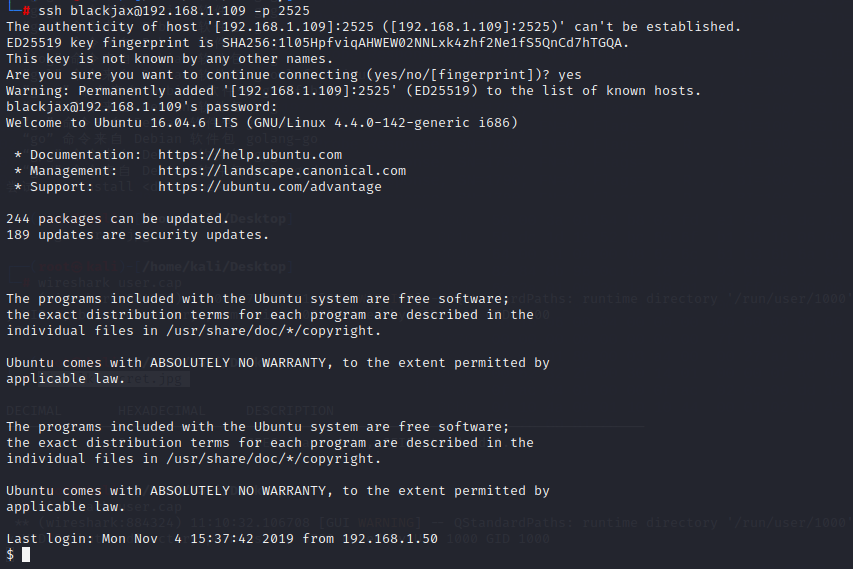 └─# ssh blackjax@192.168.1.109 -p 2525
The authenticity of host '[192.168.1.109]:2525 ([192.168.1.109]:2525)' can't be established.
ED25519 key fingerprint is SHA256:1l05HpfviqAHWEW02NNLxk4zhf2Ne1fS5QnCd7hTGQA.
This key is not known by any other names.
Are you sure you want to continue connecting (yes/no/[fingerprint])? yes
Warning: Permanently added '[192.168.1.109]:2525' (ED25519) to the list of known hosts.
blackjax@192.168.1.109's password:
Welcome to Ubuntu 16.04.6 LTS (GNU/Linux 4.4.0-142-generic i686)
* Documentation:  https://help.ubuntu.com
* Management:     https://landscape.canonical.com
* Support:        https://ubuntu.com/advantage
244 packages can be updated.
189 updates are security updates.
/home/kali/Desktop
The programs included with the Ubuntu system are free software;
the exact distribution terms for each program are described in the
individual files in /usr/share/doc/*/copyright.
Ubuntu comes with ABSOLUTELY NO WARRANTY, to the extent permitted by
applicable law.
DECIMAL       HEXADECIMAL     DESCRIPTION
The programs included with the Ubuntu system are free software;
the exact distribution terms for each program are described in the
individual files in /usr/share/doc/*/copyright.
Ubuntu comes with ABSOLUTELY NO WARRANTY, to the extent permitted by
applicable law.
Last login: Mon Nov  4 15:37:42 2019 from 192.168.1.50
$